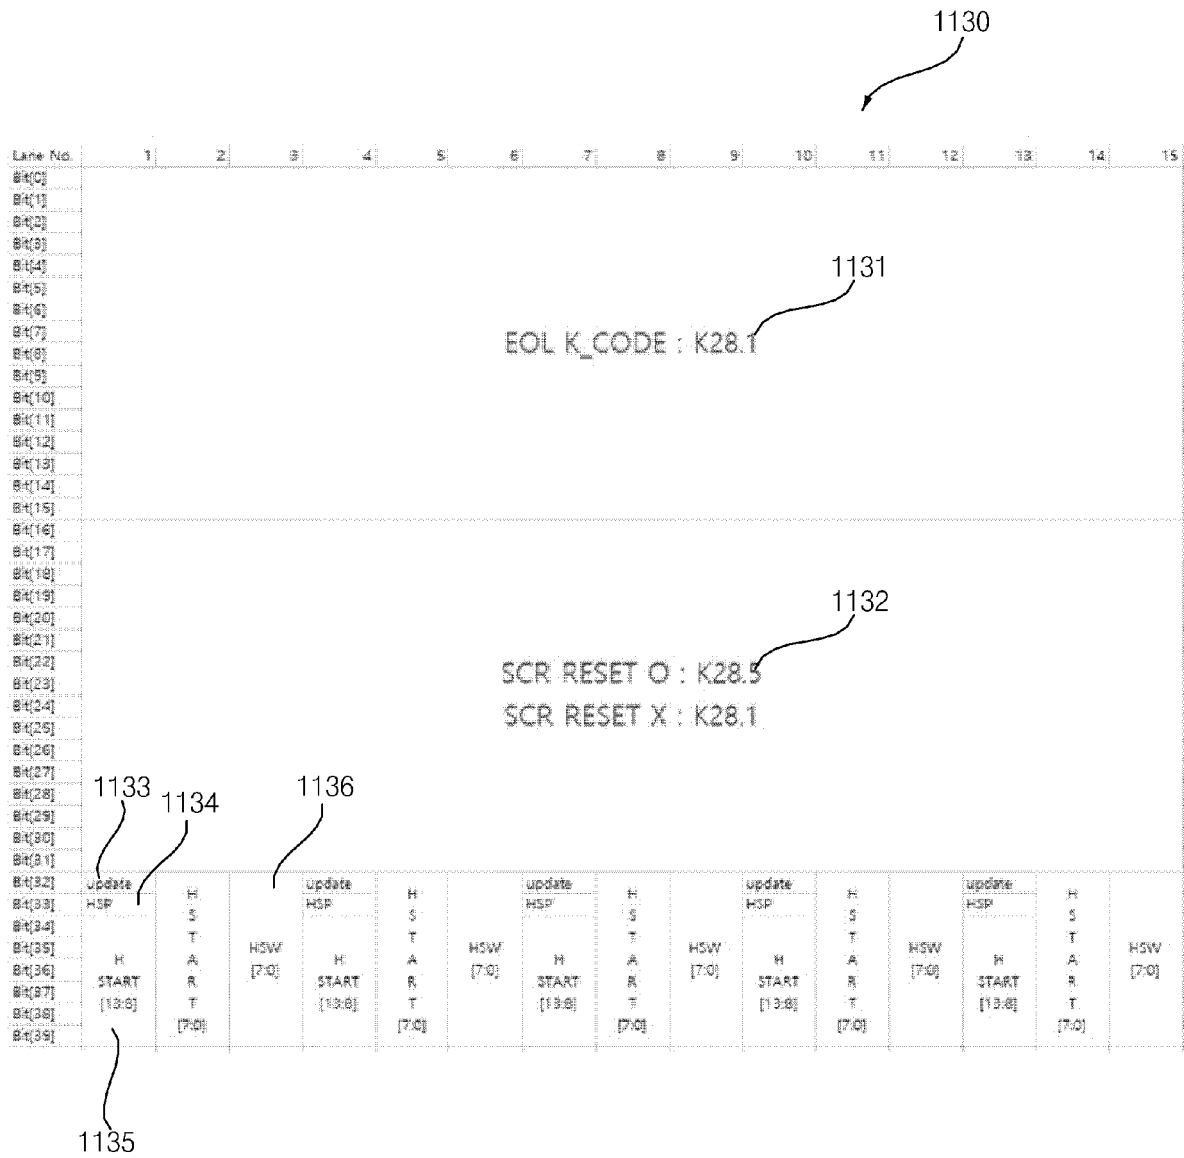 1130
Lane No. 1 2 3 4 5 6 7 8 9 10 11 12 13 14 15
Bit[0]
Bit[1]
Bit[2]
Bit[3]
Bit[4]
1131
Bit[5]
Bit[6]
Bit[7]
EOL K_CODE : K28.1
Bit[8]
Bit[9]
Bit[10]
Bit[11]
Bit[12]
Bit[13]
Bit[14]
Bit[15]
Bit[16]
Bit[17]
Bit[18]
Bit[19]
1132
Bit[20]
Bit[21]
Bit[22]
SCR RESET O : K28.5
Bit[23]
Bit[24]
SCR RESET X : K28.1
Bit[25]
Bit[26]
Bit[27]
1133 1134 1136
Bit[28]
Bit[29]
Bit[30]
Bit[31]
Bit[32] update update update update update
Bit[33] HSP H HSP H HSP H HSP H HSP H
Bit[34] S S S S S
Bit[35] T HSW T HSW T HSW T HSW T HSW
Bit[36] H A [7:0] H A [7:0] H A [7:0] H A [7:0] H A [7:0]
Bit[37] START R START R START R START R START R
Bit[38] [13:8] T [13:8] T [13:8] T [13:8] T [13:8] T
Bit[39] [7:0] [7:0] [7:0] [7:0] [7:0]
1135